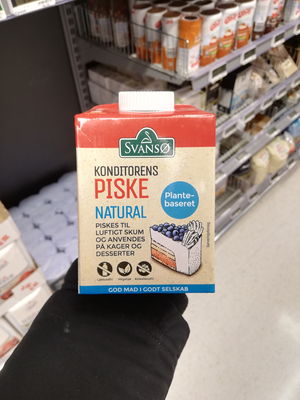 SVANSØ
KONDITORENS
PISKE
NATURAL
Plante-
baseret
PISKES TIL
LUFTIGT SKUM
OG ANVENDES
PÅ KAGER OG
DESSERTER
GOD MAD I GODT SELSKAB